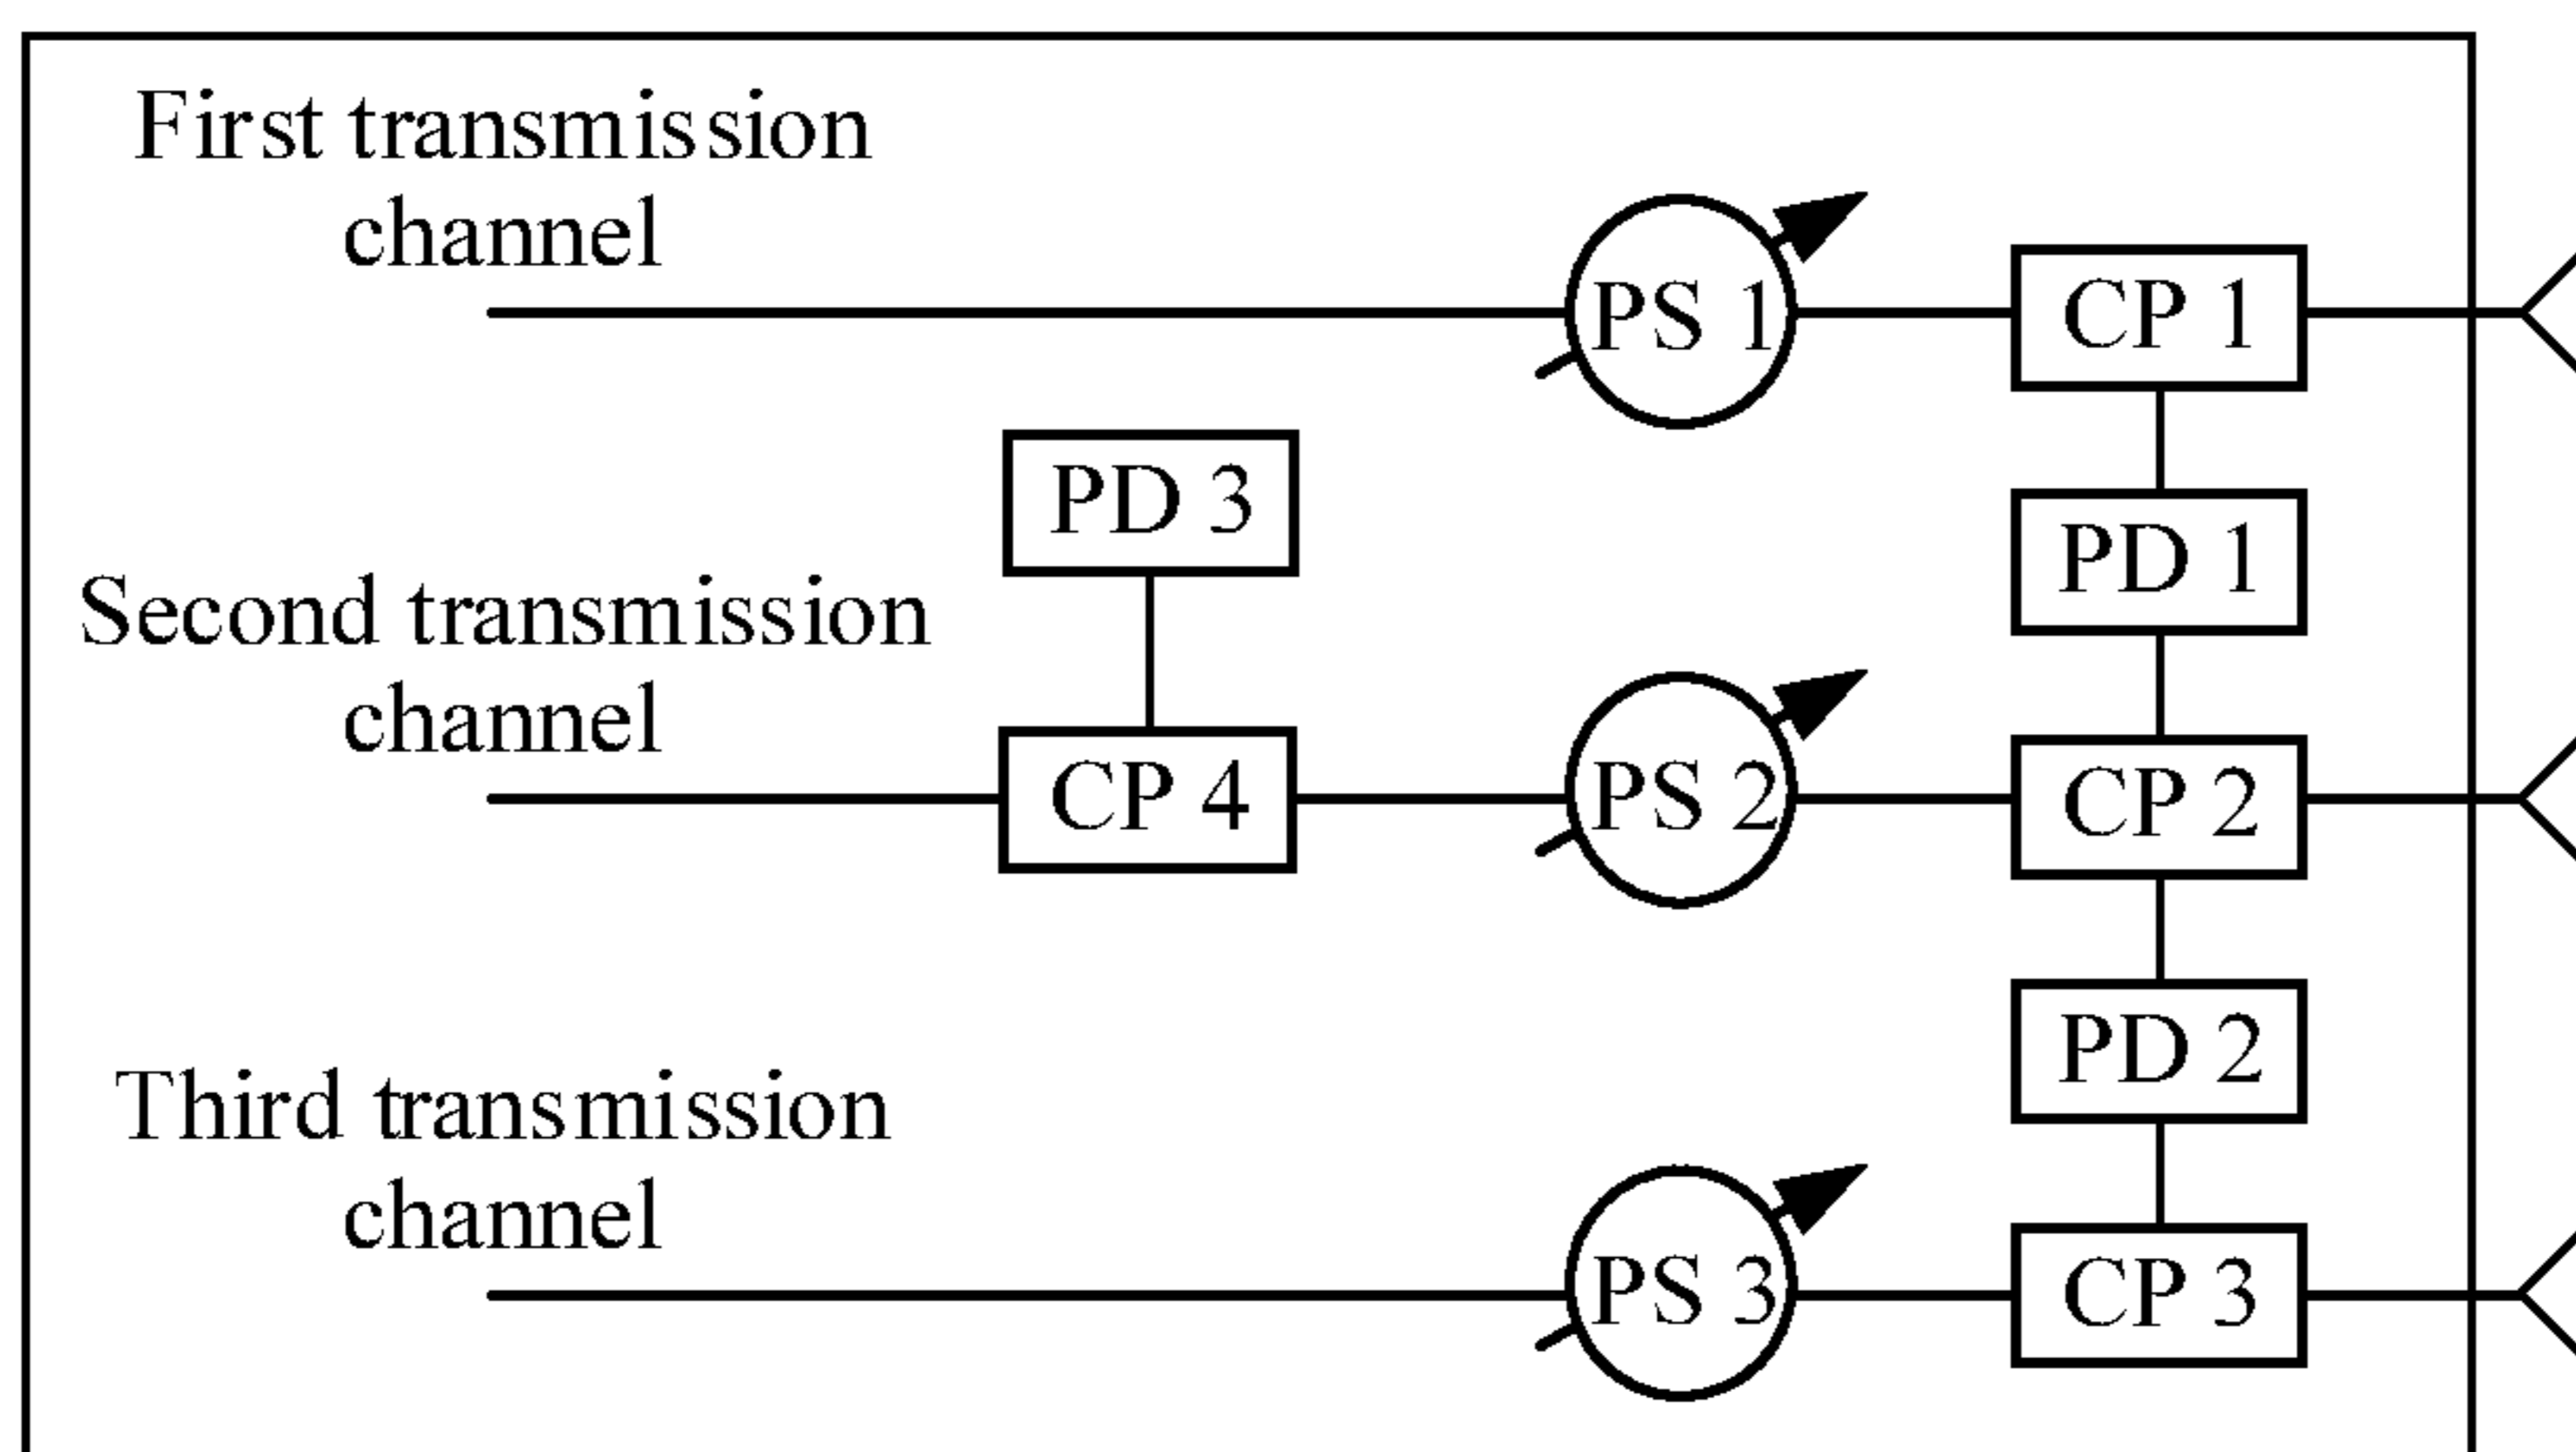 First transmission
channel
PS 1
CP 1
PD 3
PD 1
Second transmission
channel
CP 4
PS 2
CP 2
PD 2
Third transmission
channel
PS 3
CP 3